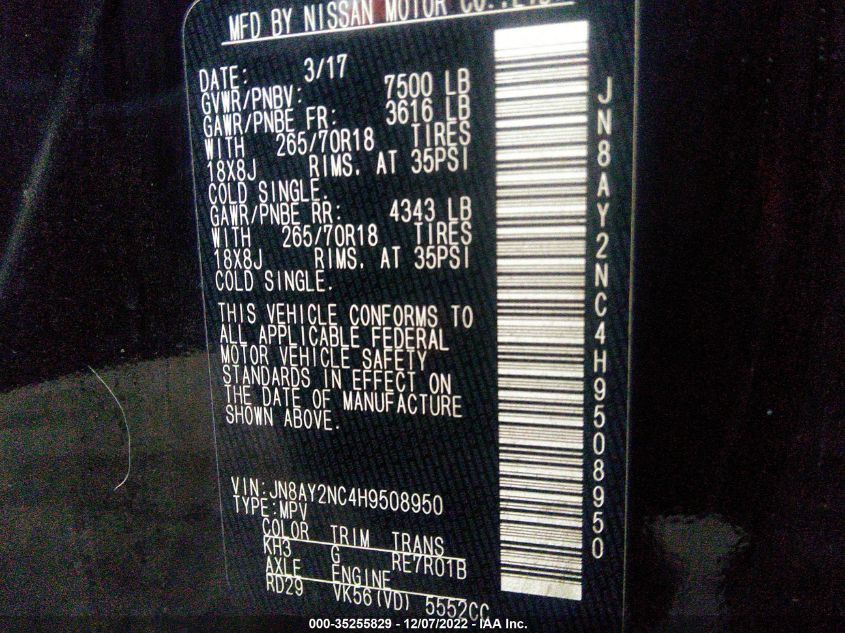 MFD BY NISSAN MOTOR CO.,LTD.
DATE: 3/17
GVWR/PNBV: 7500 LB
GAWR/PNBE FR: 3616 LB
WITH 265/70R18 TIRES
18X8J RIMS. AT 35PSI
COLD SINGLE.
GAWR/PNBE RR: 4343 LB
WITH 265/70R18 TIRES
18X8J RIMS. AT 35PSI
COLD SINGLE.
THIS VEHICLE CONFORMS TO
ALL APPLICABLE FEDERAL
MOTOR VEHICLE SAFETY
STANDARDS IN EFFECT ON
THE DATE OF MANUFACTURE
SHOWN ABOVE.
VIN:JN8AY2NC4H9508950
TYPE:MPV
COLOR TRIM TRANS
KH3 G RE7R01B
AXLE ENGINE
RD29 VK56(VD) 5552CC
JN8AY2NC4H9508950
000-35255829 - 12/07/2022 - IAA Inc.